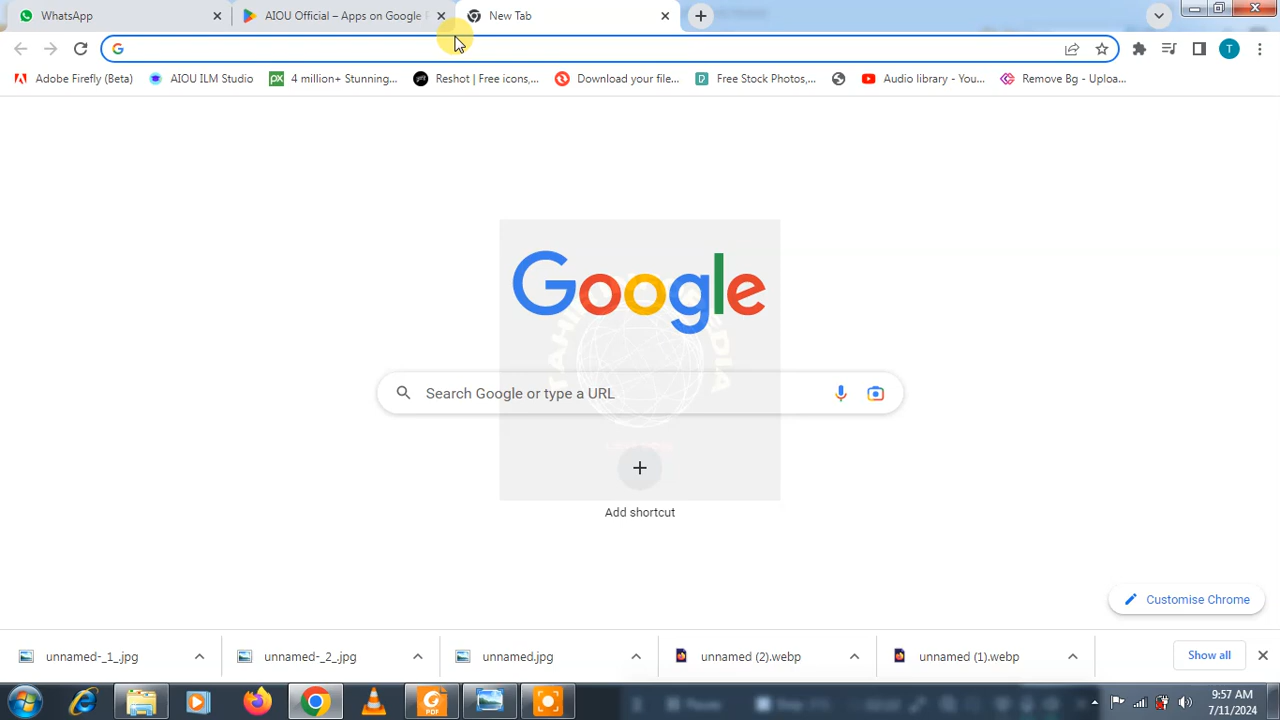 WhatsApp
AIOU Official – Apps on Google
New Tab
Adobe Firefly (Beta)
AIOU ILM Studio
4 million+ Stunning...
Reshot | Free icons,...
Download your file...
Free Stock Photos,...
Audio library - You...
Remove Bg - Uploa...
T
Google
Search Google or type a URL
Add shortcut
Customise Chrome
unnamed-_1_.jpg
unnamed-_2_.jpg
unnamed.jpg
unnamed (2).webp
unnamed (1).webp
Show all
PDF
9:57 AM
7/11/2024